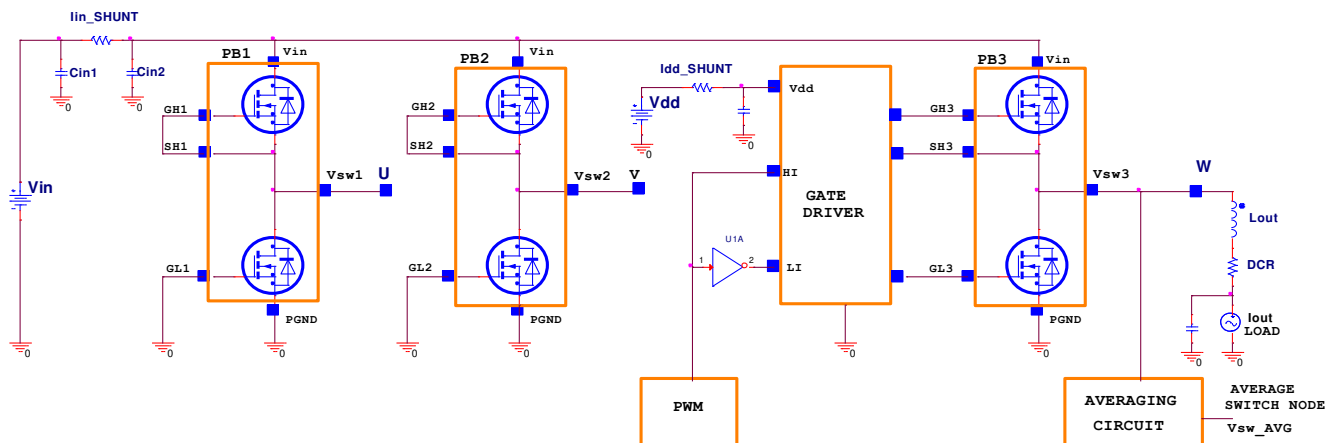 Iin_SHUNT
Cin1
Cin2
0
0
Vin
0
PB1
Vin
GH1
SH1
Vsw1
U
GL1
PGND
0
0
PB2
Vin
GH2
SH2
Vsw2
V
GL2
PGND
0
0
Idd_SHUNT
Vdd
0
0
Vdd
HI
GATE
DRIVER
U1A
1
2
LI
0
PB3
Vin
GH3
SH3
Vsw3
GL3
PGND
0
W
Lout
DCR
Iout
LOAD
0
0
PWM
AVERAGING
CIRCUIT
AVERAGE
SWITCH NODE
Vsw_AVG